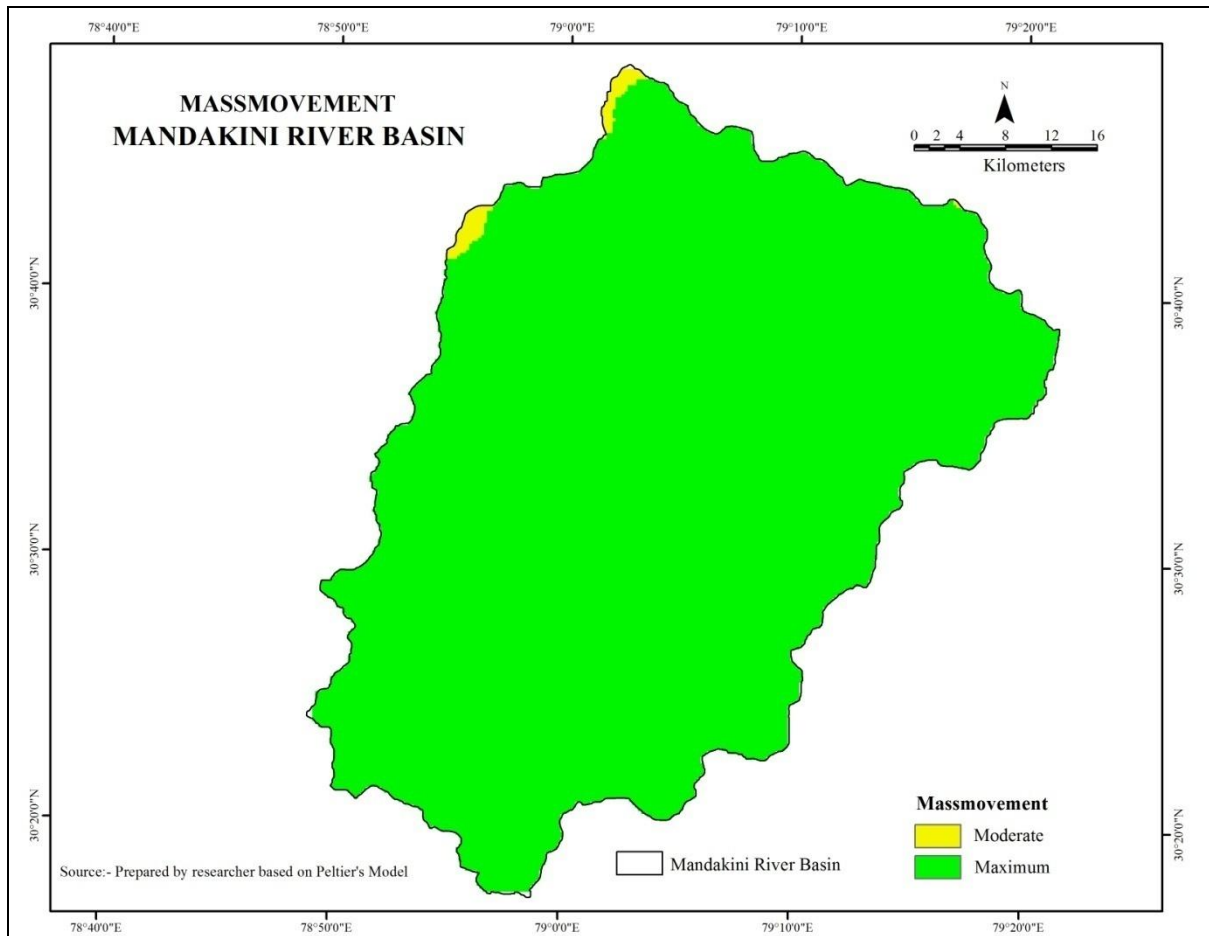 78°40'0"E 78°50'0"E 79°0'0"E 79°10'0"E 79°20'0"E
MASSMOVEMENT
MANDAKINI RIVER BASIN
N
0 2 4 8 12 16
Kilometers
30°40'0"N
30°40'0"N
30°30'0"N
30°30'0"N
30°20'0"N
30°20'0"N
Massmovement
Moderate
Maximum
Mandakini River Basin
Source:- Prepared by researcher based on Peltier's Model
78°40'0"E 78°50'0"E 79°0'0"E 79°10'0"E 79°20'0"E